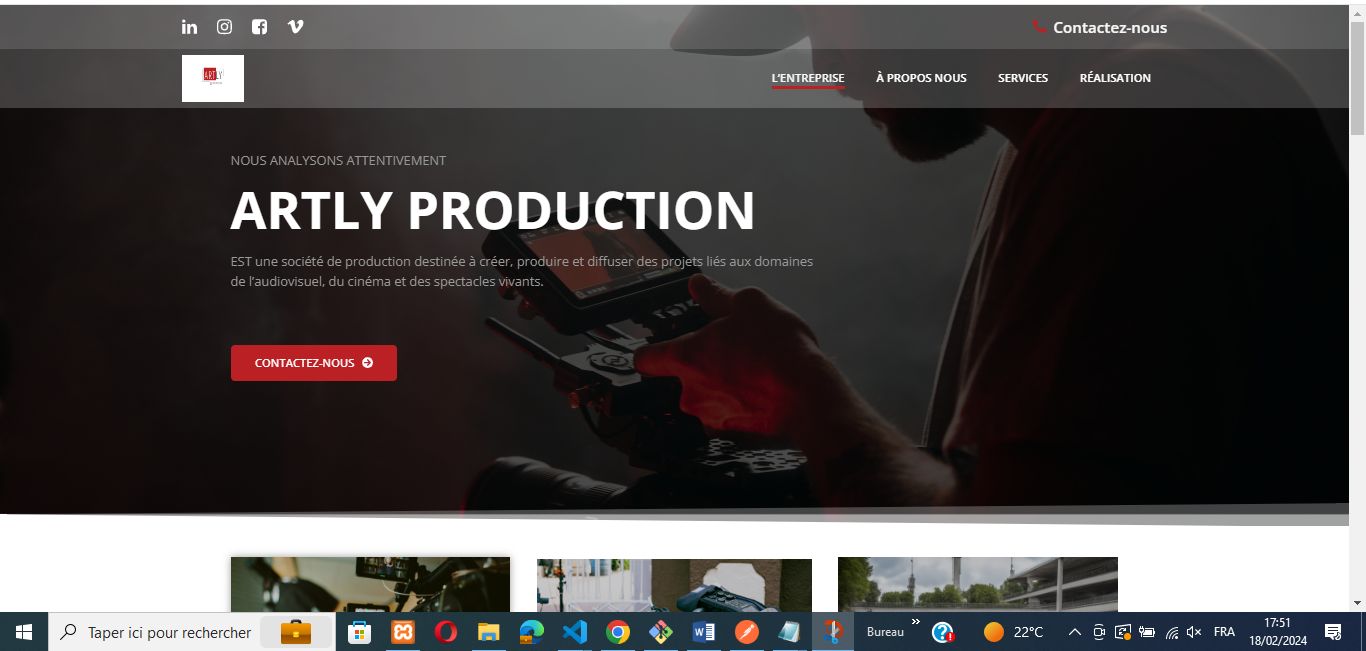 Contactez-nous
ARTLY
L'ENTREPRISE
À PROPOS NOUS
SERVICES
RÉALISATION
NOUS ANALYSONS ATTENTIVEMENT
ARTLY PRODUCTION
EST une société de production destinée à créer, produire et diffuser des projets liés aux domaines
de l'audiovisuel, du cinéma et des spectacles vivants.
CONTACTEZ-NOUS
Taper ici pour rechercher
Bureau
22°C
FRA
17:51
18/02/2024